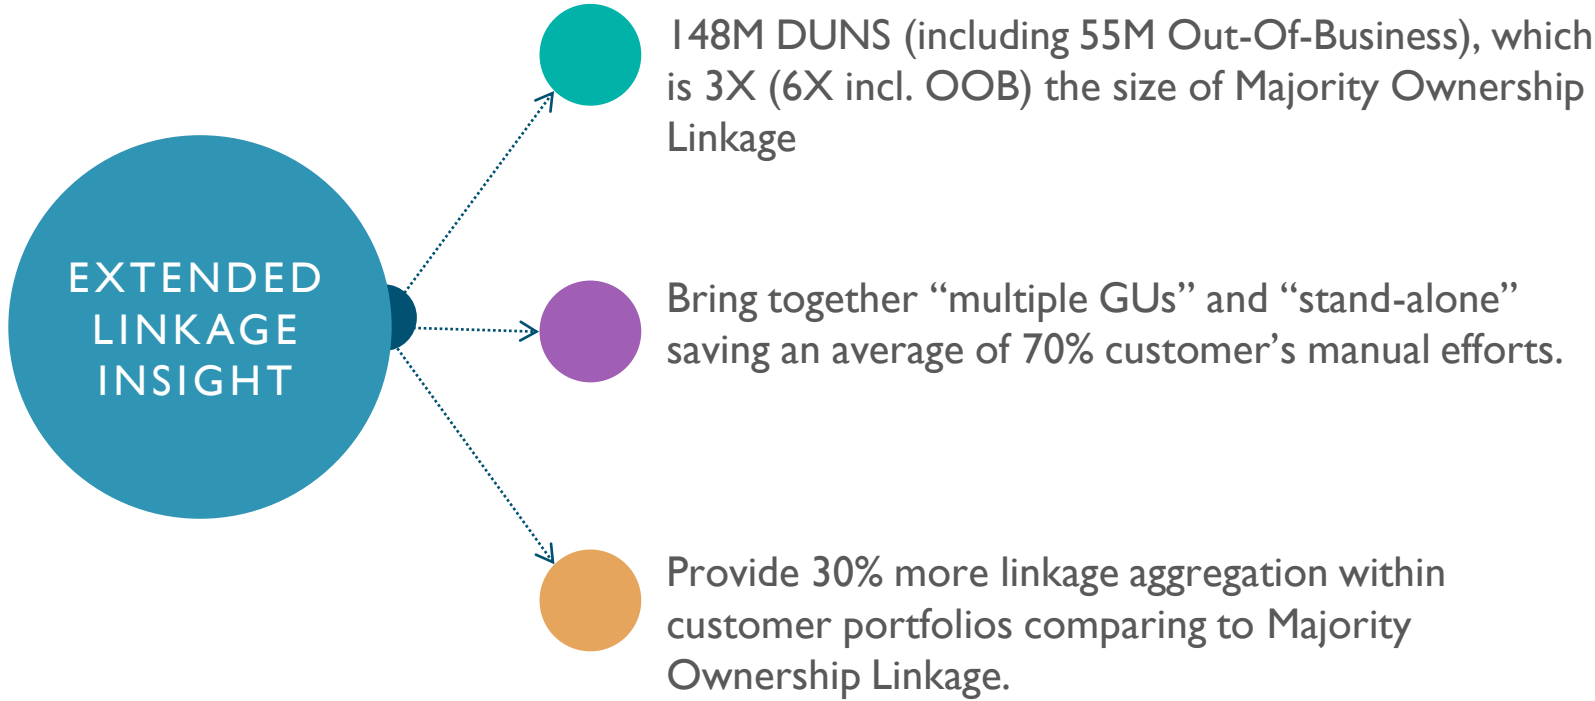 EXTENDED
LINKAGE
INSIGHT
148M DUNS (including 55M Out-Of-Business), which
is 3X (6X incl. OOB) the size of Majority Ownership
Linkage
Bring together “multiple GUs” and “stand-alone”
saving an average of 70% customer’s manual efforts.
Provide 30% more linkage aggregation within
customer portfolios comparing to Majority
Ownership Linkage.